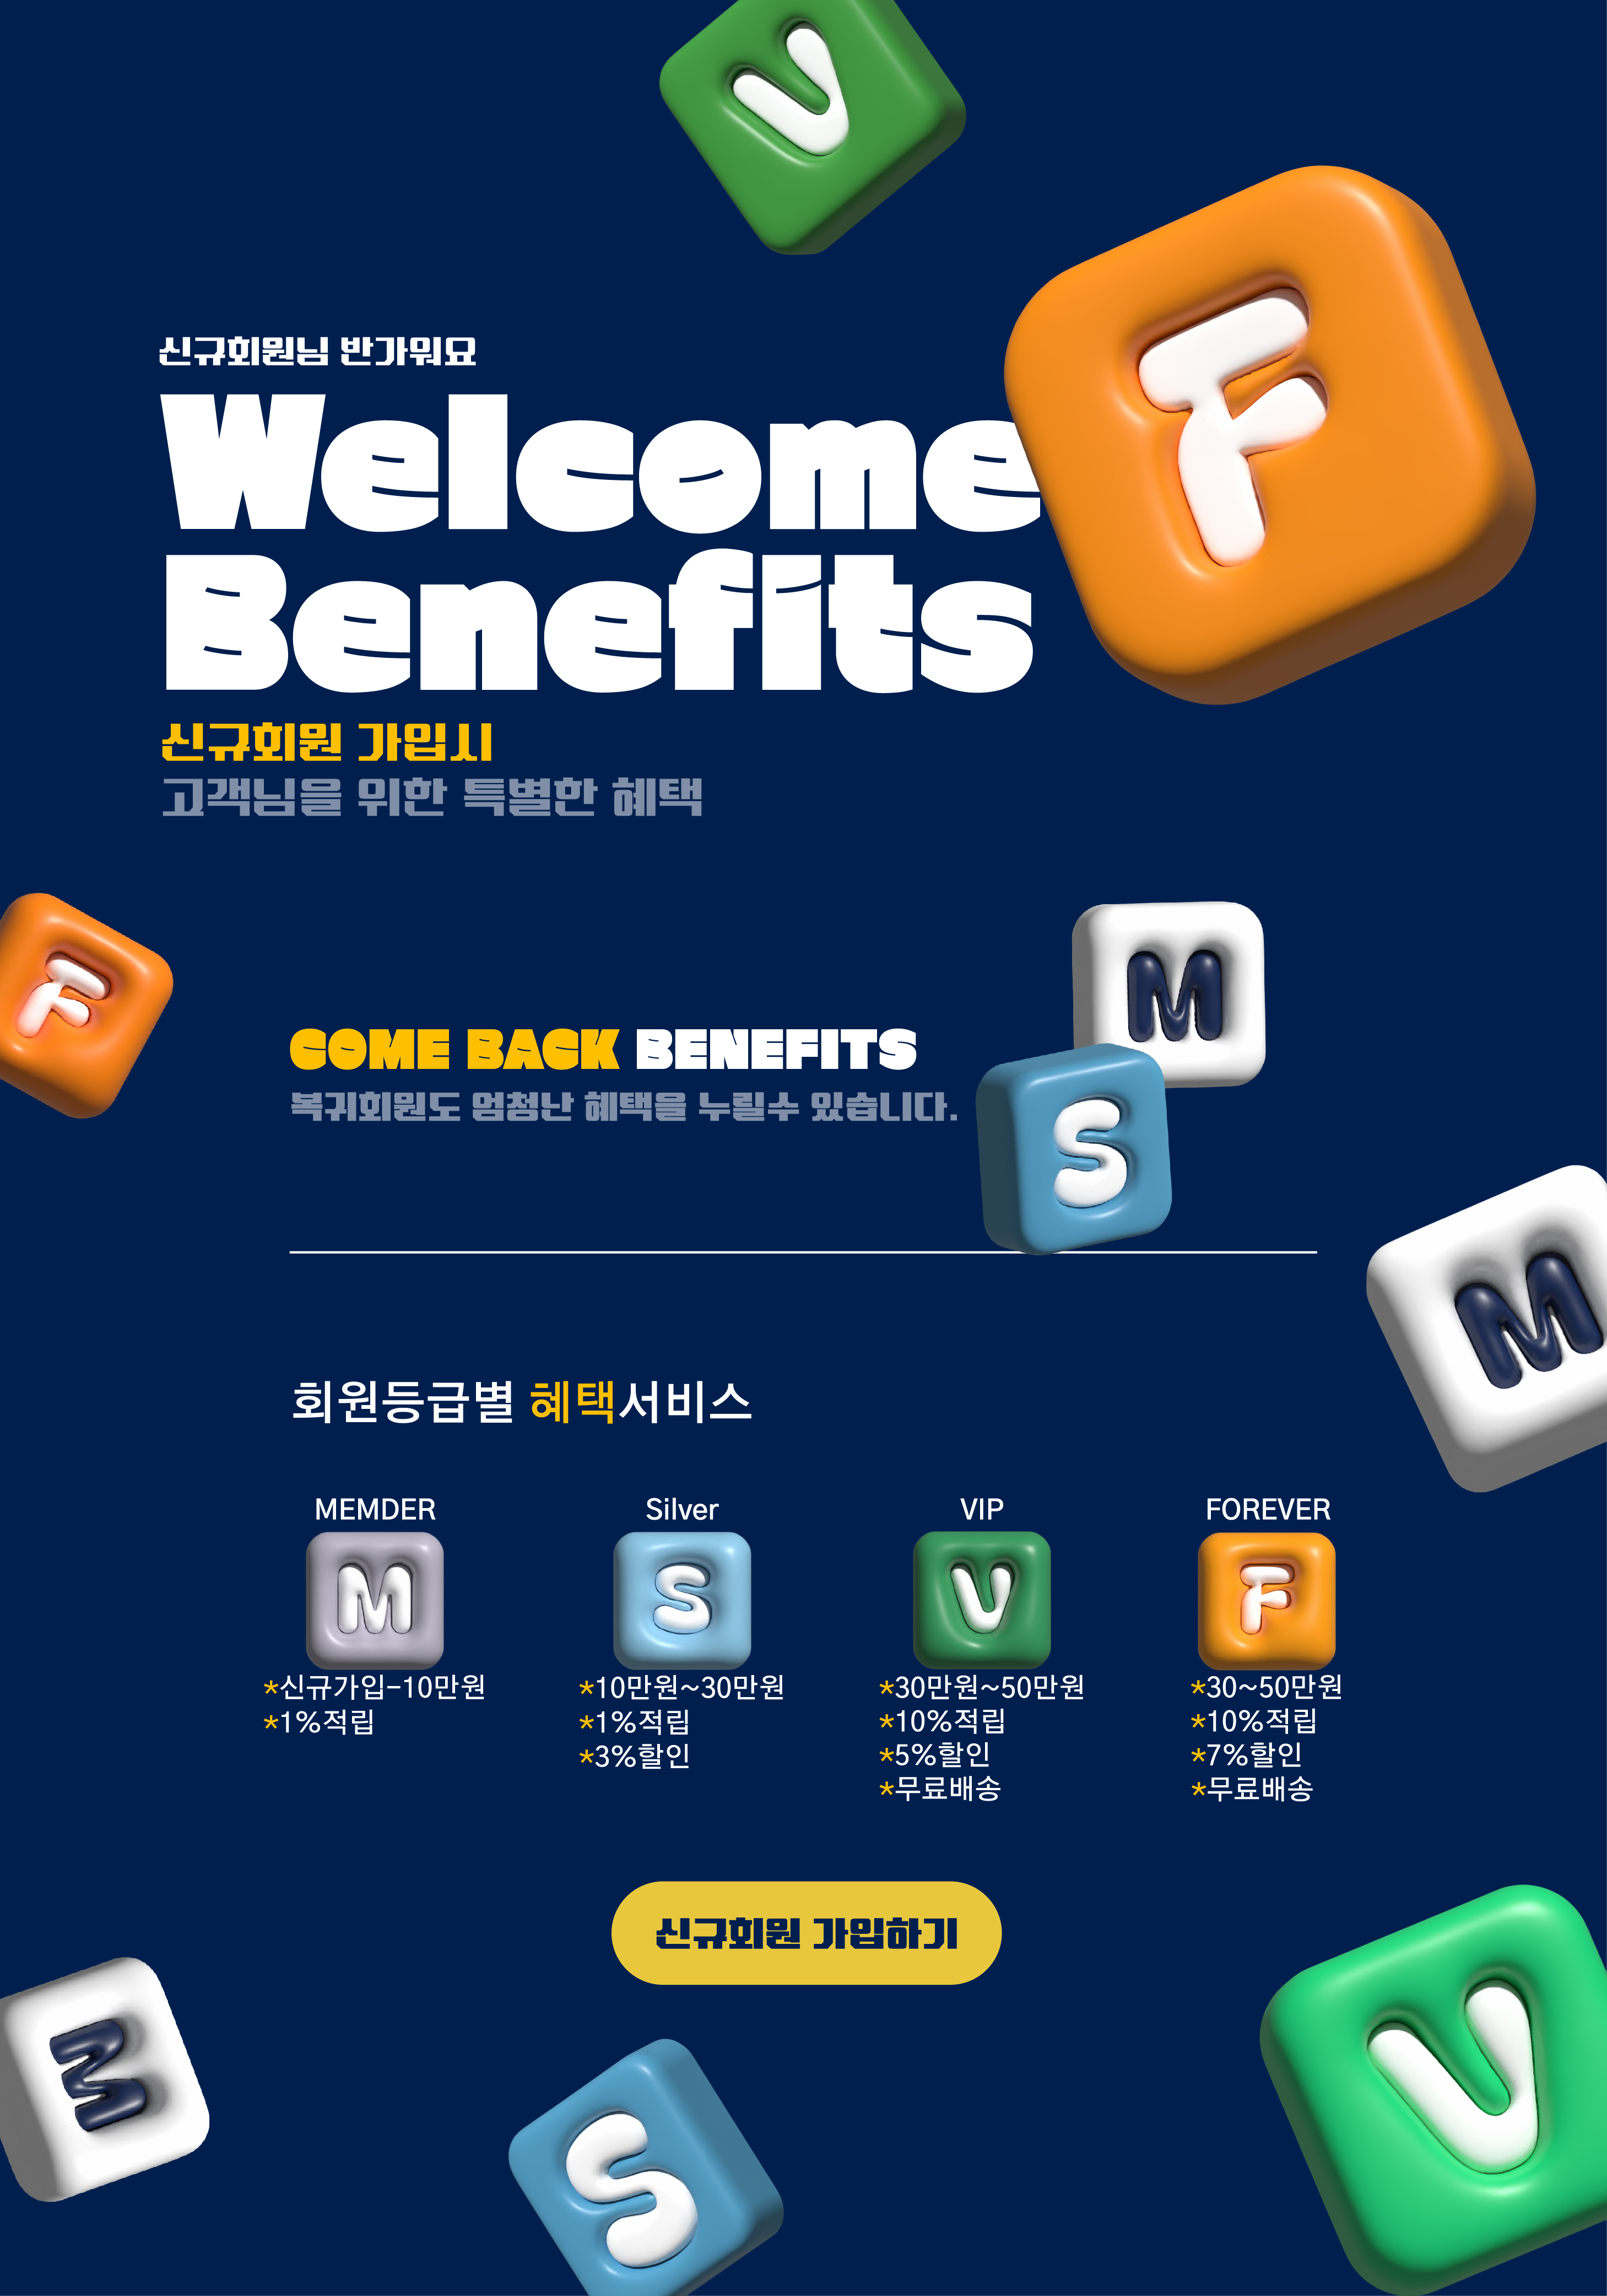 V
F
신규회원님 반가워요
Welcome
Benefits
신규회원 가입시
고객님을 위한 특별한 혜택
F
M
COME BACK BENEFITS
복귀회원도 엄청난 혜택을 누릴수 있습니다.
S
M
회원등급별 혜택서비스
MEMDER Silver VIP FOREVER
M S V F
*신규가입-10만원 *10만원~30만원 *30만원~50만원 *30~50만원
*1%적립 *1%적립 *10%적립 *10%적립
*3%할인 *5%할인 *7%할인
*무료배송 *무료배송
신규회원 가입하기
M
S
V